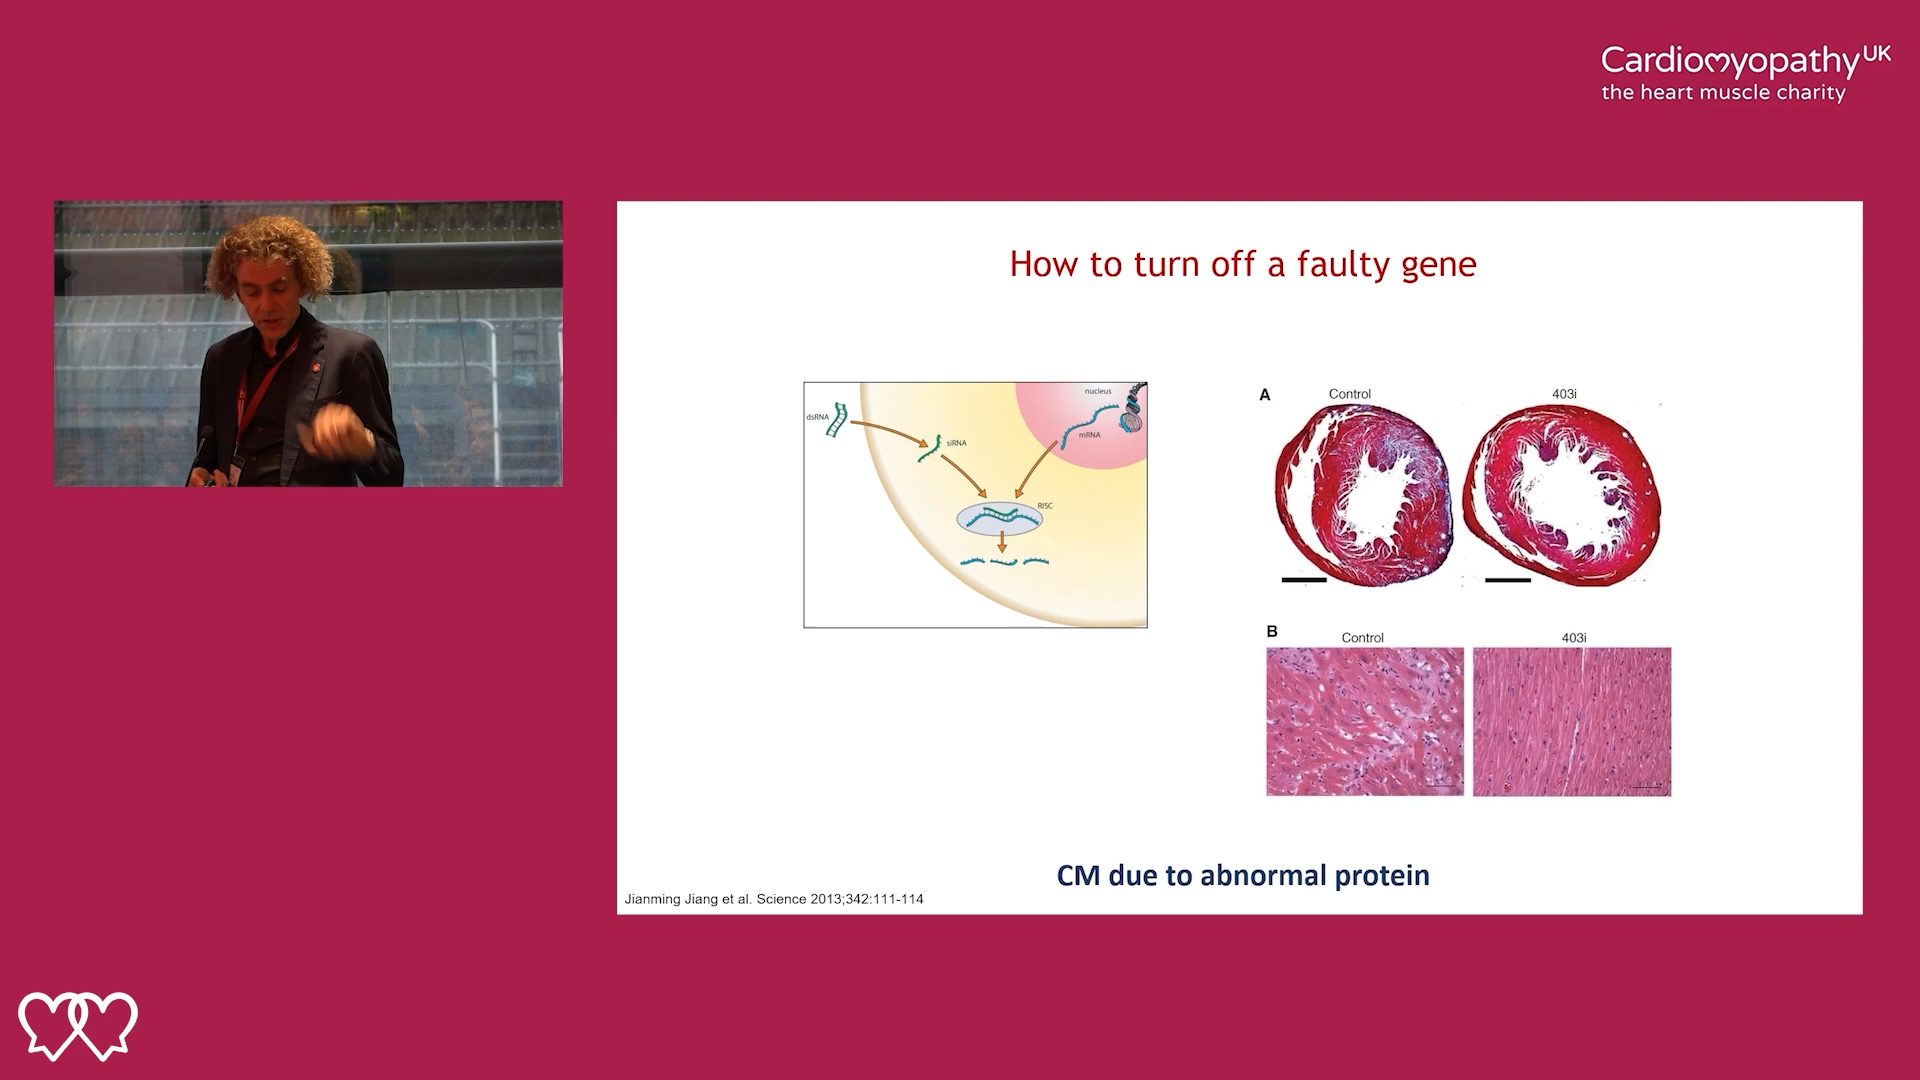 Cardiomyopathy UK
the heart muscle charity
How to turn off a faulty gene
dsRNA
siRNA
nucleus
mRNA
RISC
A
Control
403i
B
Control
403i
CM due to abnormal protein
Jianming Jiang et al. Science 2013;342:111-114